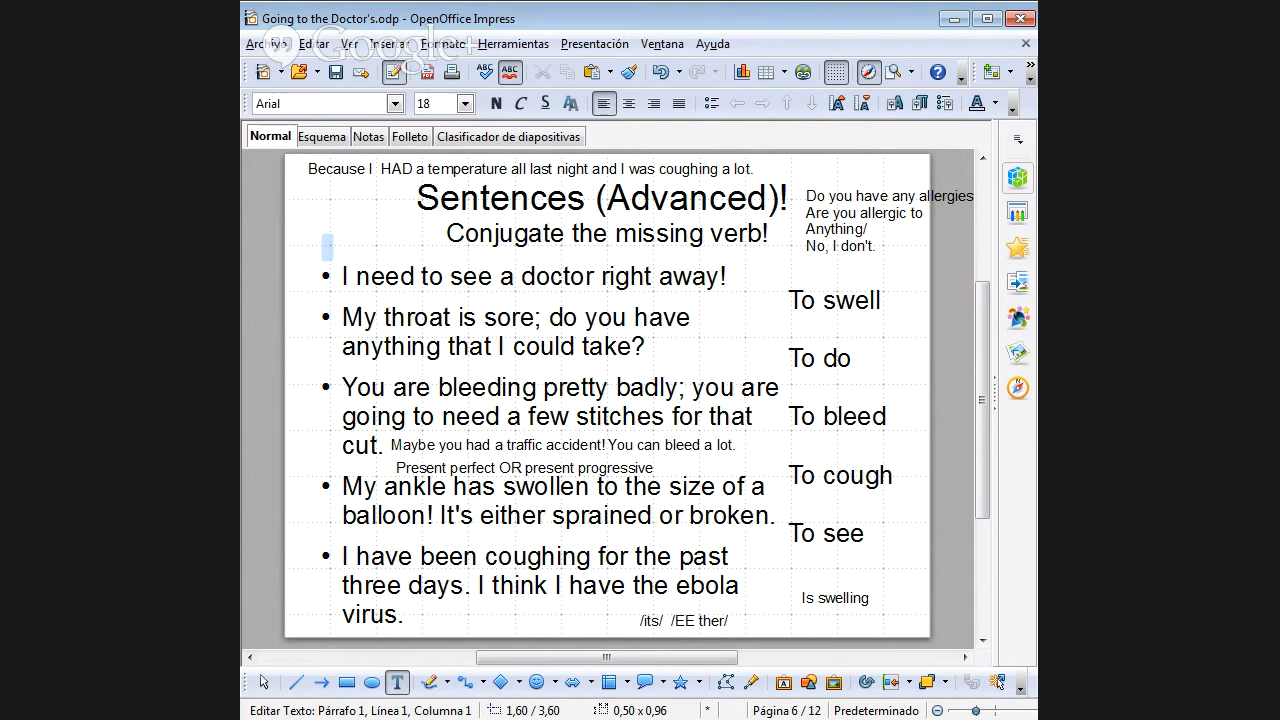 Going to the Doctor's.odp - OpenOffice Impress
Archivo Editar Ver Insertar Formato Herramientas Presentación Ventana Ayuda
Google+
Arial 18 N C S
Normal Esquema Notas Folleto Clasificador de diapositivas
Because I HAD a temperature all last night and I was coughing a lot.
Sentences (Advanced)!
Conjugate the missing verb!
Do you have any allergies
Are you allergic to
Anything/
No, I don't.
• I need to see a doctor right away!
• My throat is sore; do you have
anything that I could take?
• You are bleeding pretty badly; you are
going to need a few stitches for that
cut.
Maybe you had a traffic accident! You can bleed a lot.
Present perfect OR present progressive
• My ankle has swollen to the size of a
balloon! It's either sprained or broken.
• I have been coughing for the past
three days. I think I have the ebola
virus.
/its/ /EE ther/
To swell
To do
To bleed
To cough
To see
Is swelling
Editar Texto: Párrafo 1, Línea 1, Columna 1 1,60 / 3,60 0,50 x 0,96 * Página 6 / 12 Predeterminado